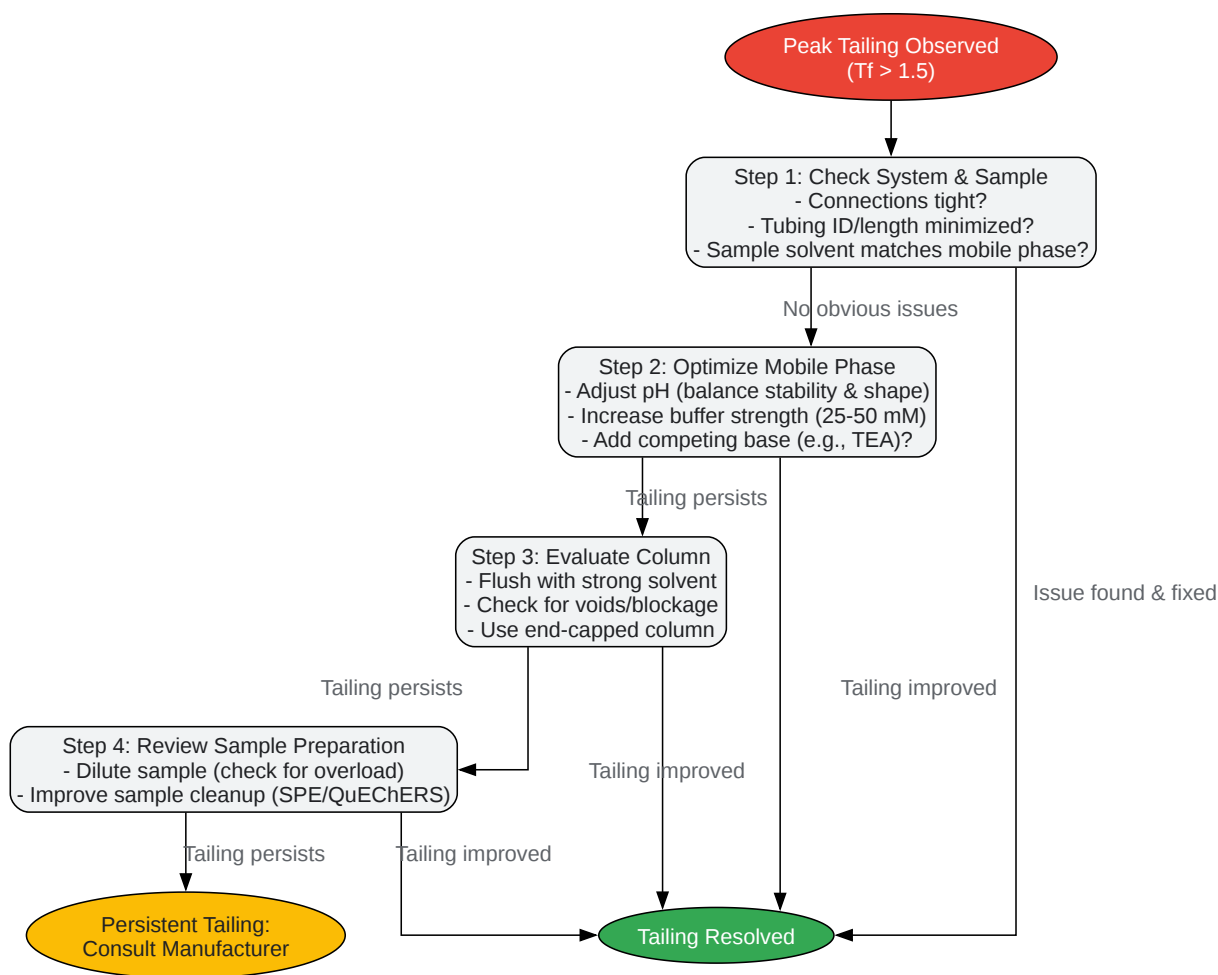 Peak Tailing Observed
(Tf > 1.5)
Step 1: Check System & Sample
- Connections tight?
- Tubing ID/length minimized?
- Sample solvent matches mobile phase?
No obvious issues
Step 2: Optimize Mobile Phase
- Adjust pH (balance stability & shape)
- Increase buffer strength (25-50 mM)
- Add competing base (e.g., TEA)?
Tailing persists
Step 3: Evaluate Column
- Flush with strong solvent
- Check for voids/blockage
- Use end-capped column
Issue found & fixed
Tailing persists
Tailing improved
Step 4: Review Sample Preparation
- Dilute sample (check for overload)
- Improve sample cleanup (SPE/QuEChERS)
Tailing improved
Tailing persists
Tailing improved
Persistent Tailing:
Consult Manufacturer
Tailing Resolved